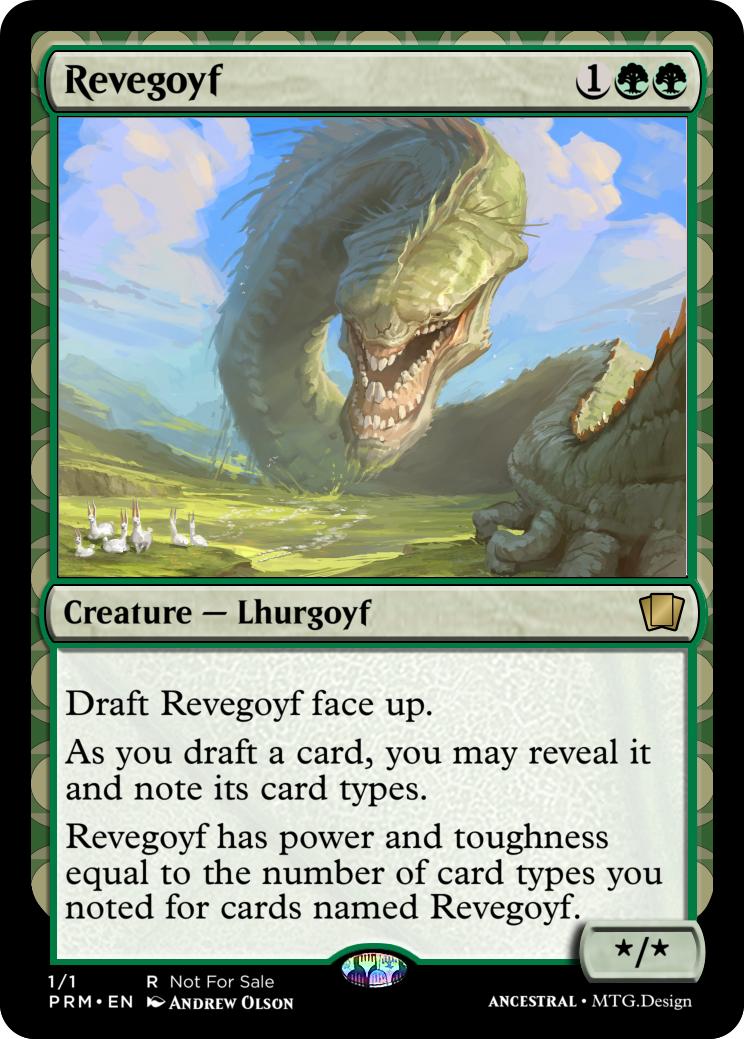 Revegoyf 1
Creature — Lhurgoyf
Draft Revegoyf face up.
As you draft a card, you may reveal it
and note its card types.
Revegoyf has power and toughness
equal to the number of card types you
noted for cards named Revegoyf.
★/★
1/1 R Not For Sale
PRM • EN Andrew Olson
ANCESTRAL • MTG.Design